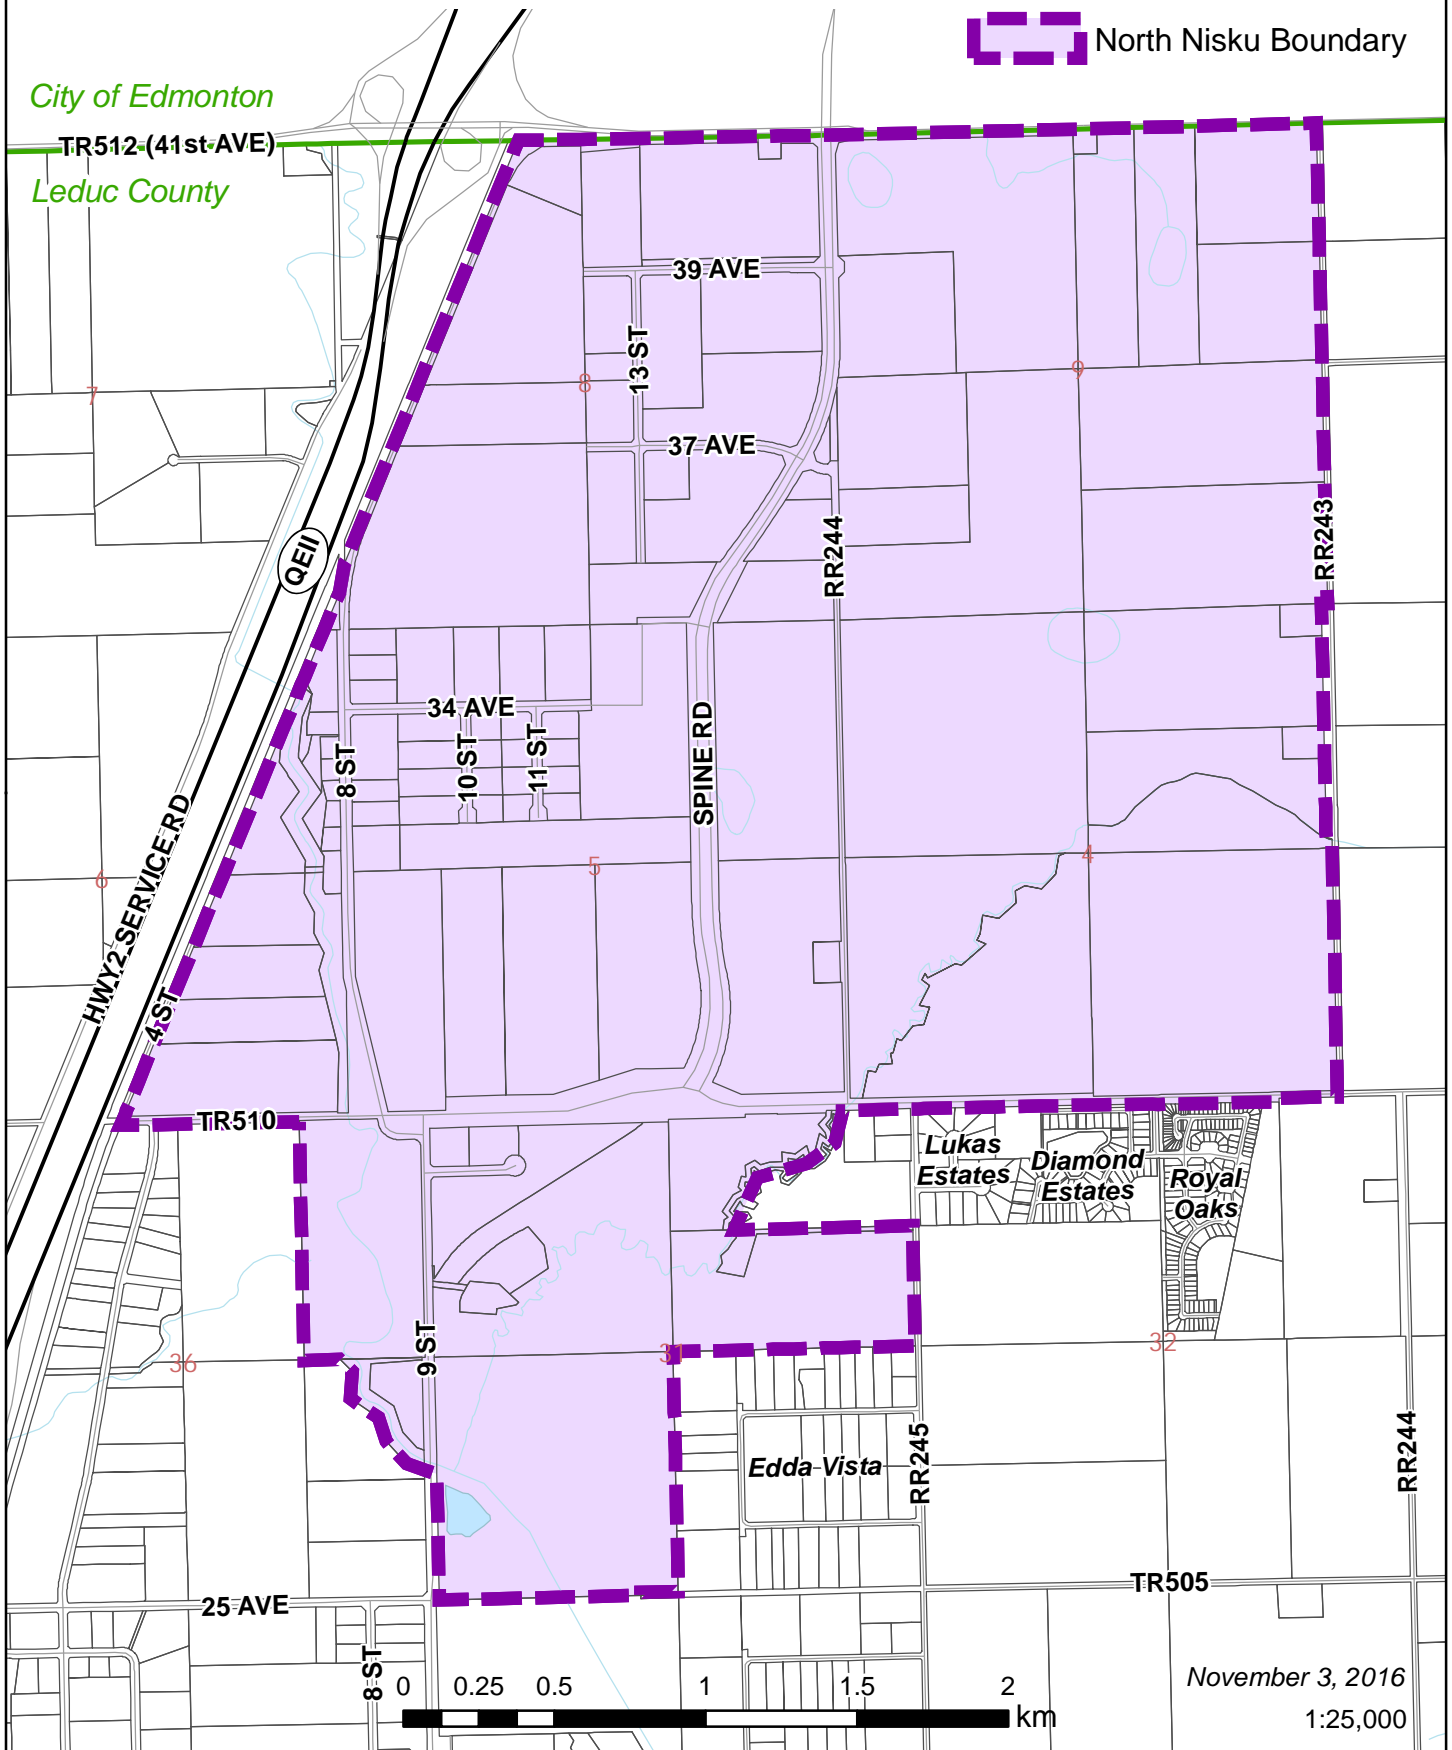 North Nisku Boundary
City of Edmonton
TR512 (41st AVE)
Leduc County
39 AVE
13 ST
7
8
9
37 AVE
QEII
RR244
RR243
34 AVE
10 ST
11 ST
8 ST
SPINE RD
HWY2 SERVICE RD
6
5
4
4 ST
TR510
Lukas
Estates
Diamond
Estates
Royal
Oaks
9 ST
36
31
32
Edda Vista
RR245
RR244
25 AVE
TR505
8 ST
0 0.25 0.5 1 1.5 2
km
November 3, 2016
1:25,000